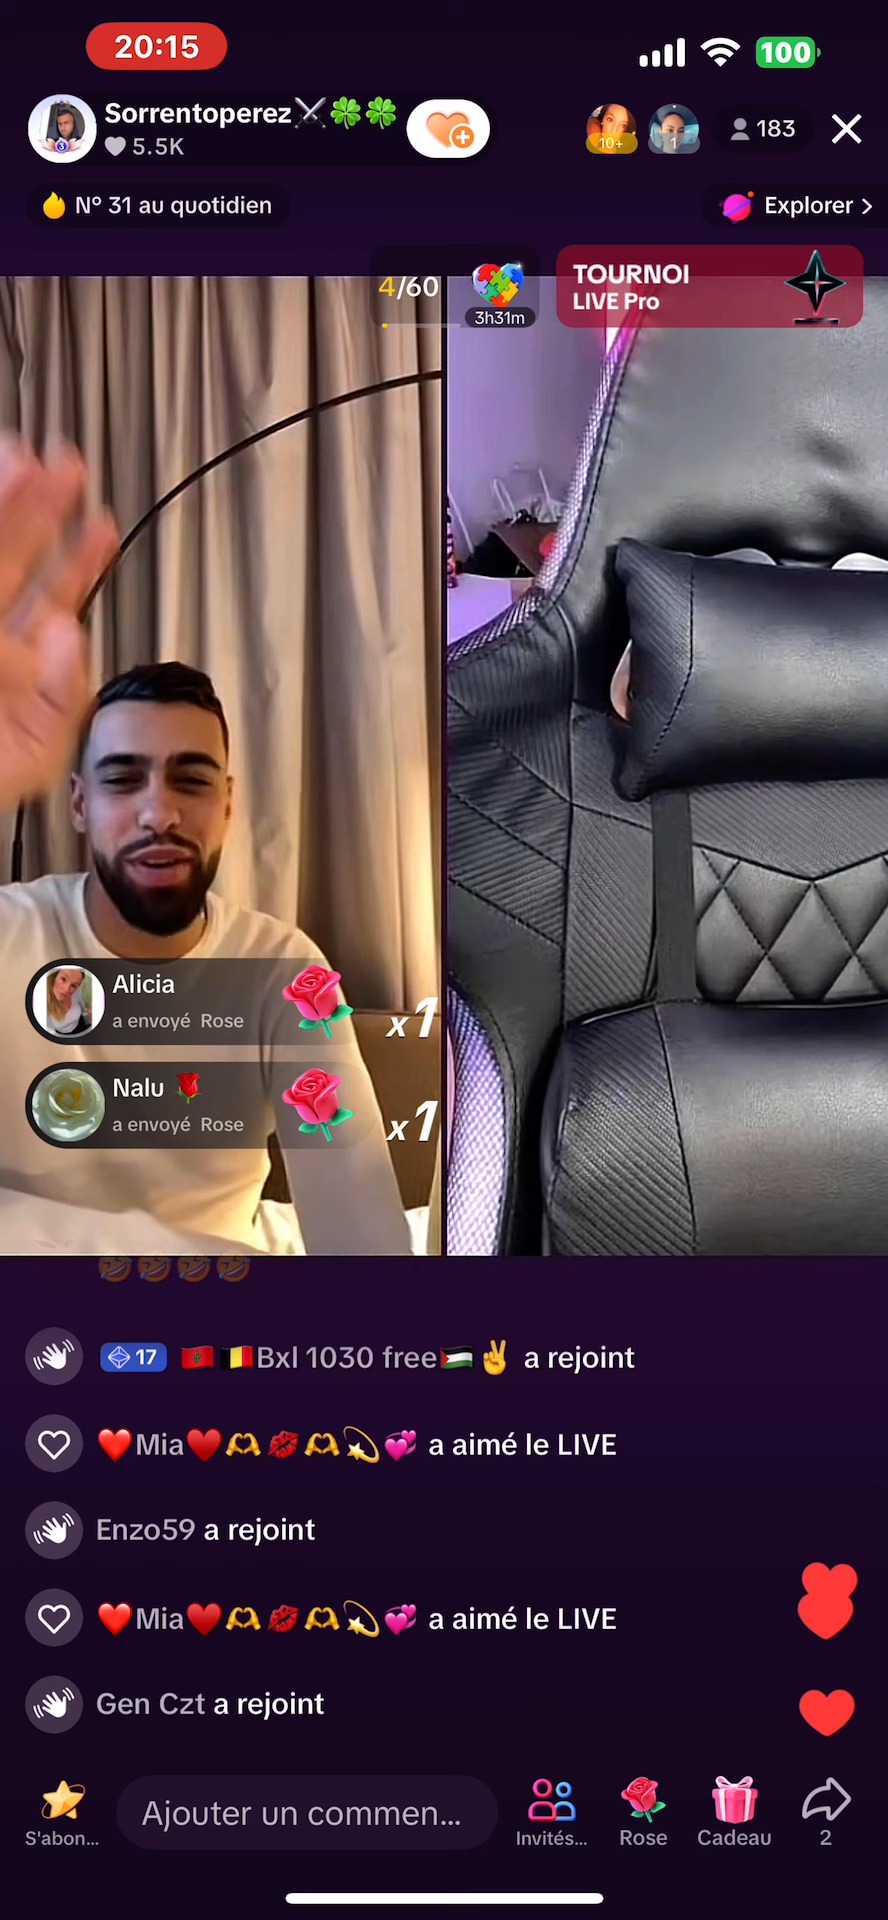 20:15
100
Sorrentoperez⚔️🍀🍀
5.5K
10+
1
183
3
N° 31 au quotidien
Explorer >
4/60
3h31m
TOURNOI
LIVE Pro
Alicia
a envoyé Rose
x1
Nalu 🌹
a envoyé Rose
x1
🤣🤣🤣🤣
17 🇲🇦🇧🇪Bxl 1030 free🇵🇸✌️ a rejoint
❤️Mia❤️🫶💋🫶💫💞 a aimé le LIVE
Enzo59 a rejoint
❤️Mia❤️🫶💋🫶💫💞 a aimé le LIVE
Gen Czt a rejoint
S'abon...
Ajouter un commen...
Invités...
Rose
Cadeau
2